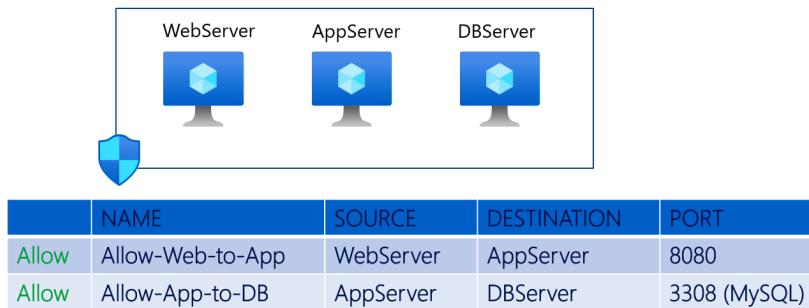 WebServer AppServer DBServer
NAME SOURCE DESTINATION PORT
Allow Allow-Web-to-App WebServer AppServer 8080
Allow Allow-App-to-DB AppServer DBServer 3308 (MySQL)